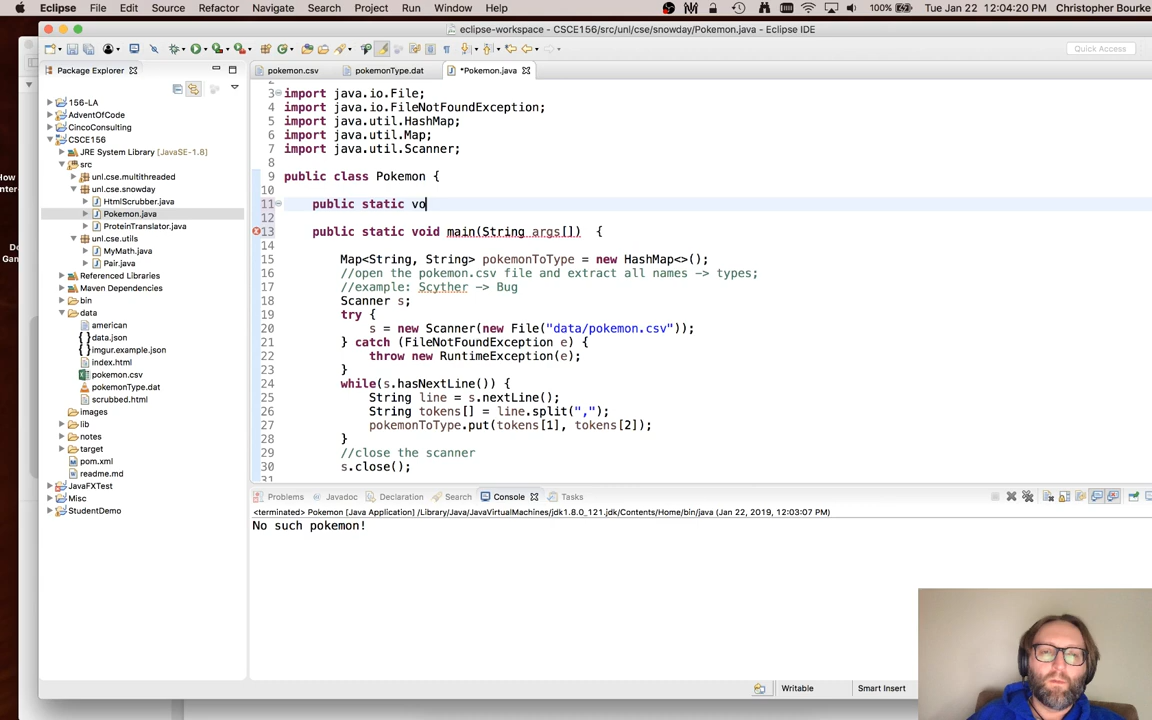 Eclipse File Edit Source Refactor Navigate Search Project Run Window Help 100% Tue Jan 22 12:04:20 PM Christopher Bourke
eclipse-workspace - CSCE156/src/unl/cse/snowday/Pokemon.java - Eclipse IDE
Quick Access
Package Explorer
pokemon.csv pokemonType.dat *Pokemon.java
156-LA
AdventOfCode
CincoConsulting
CSCE156
JRE System Library [JavaSE-1.8]
src
unl.cse.multithreaded
unl.cse.snowday
HtmlScrubber.java
Pokemon.java
ProteinTranslator.java
unl.cse.utils
MyMath.java
Pair.java
Referenced Libraries
Maven Dependencies
bin
data
american
data.json
imgur.example.json
index.html
pokemon.csv
pokemonType.dat
scrubbed.html
images
lib
notes
target
pom.xml
readme.md
JavaFXTest
Misc
StudentDemo
How
nter
Do
Ga
2
3 import java.io.File;
4 import java.io.FileNotFoundException;
5 import java.util.HashMap;
6 import java.util.Map;
7 import java.util.Scanner;
8
9 public class Pokemon {
10
11 public static vo
12
13 public static void main(String args[]) {
14
15 Map<String, String> pokemonToType = new HashMap<>();
16 //open the pokemon.csv file and extract all names -> types;
17 //example: Scyther -> Bug
18 Scanner s;
19 try {
20 s = new Scanner(new File("data/pokemon.csv"));
21 } catch (FileNotFoundException e) {
22 throw new RuntimeException(e);
23 }
24 while(s.hasNextLine()) {
25 String line = s.nextLine();
26 String tokens[] = line.split(",");
27 pokemonToType.put(tokens[1], tokens[2]);
28 }
29 //close the scanner
30 s.close();
31
Problems Javadoc Declaration Search Console Tasks
<terminated> Pokemon [Java Application] /Library/Java/JavaVirtualMachines/jdk1.8.0_121.jdk/Contents/Home/bin/java (Jan 22, 2019, 12:03:07 PM)
No such pokemon!
Writable Smart Insert